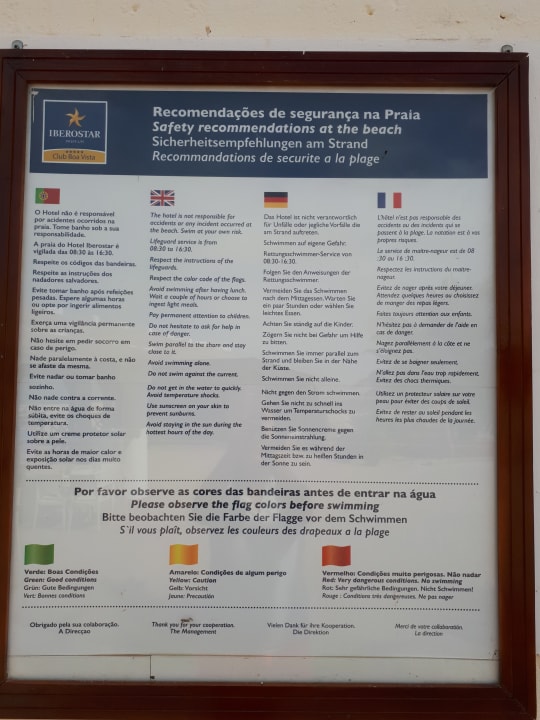 IBEROSTAR
Club Boa Vista
Recomendações de segurança na Praia
Safety recommendations at the beach
Sicherheitsempfehlungen am Strand
Recommandations de securite a la plage
O Hotel não é responsável
por acidentes ocorridos na
praia. Tome banho sob a sua
responsabilidade.
A praia do Hotel Iberostar é
vigilada das 08:30 às 16:30.
Respeite os códigos das bandeiras.
Respeite as instruções dos
nadadores salvadores.
Evite tomar banho após refeições
pesadas. Espere algumas horas
ou opte por ingerir alimentos
ligeiros.
Exerça uma vigilância permanente
sobre as crianças.
Não hesite em pedir socorro em
caso de perigo.
Nade paralelamente à costa, e não
se afaste da mesma.
Evite nadar ou tomar banho
sozinho.
Não nade contra a corrente.
Não entre na água de forma
súbita, evite os choques de
temperatura.
Utilize um creme protetor solar
sobre a pele.
Evite as horas de maior calor e
exposição solar nos dias muito
quentes.
The hotel is not responsible for
accidents or any incident occurred at
the beach. Swim at your own risk.
Lifeguard service is from
08:30 to 16:30.
Respect the instructions of the
lifeguards.
Respect the color code of the flags.
Avoid swimming after having lunch.
Wait a couple of hours or choose to
ingest light meals.
Pay permanent attention to children.
Do not hesitate to ask for help in
case of danger.
Swim parallel to the share and stay
close to it.
Avoid swimming alone.
Do not swim against the current.
Do not get in the water to quickly.
Avoid temperature shocks.
Use sunscreen on your skin to
prevent sunburns.
Avoid staying in the sun during the
hottest hours of the day.
Das Hotel ist nicht verantwortlich
für Unfälle oder jegliche Vorfälle die
am Strand auftreten.
Schwimmen auf eigene Gefahr.
Rettungsschwimmer-Service von
08:30-16:30.
Folgen Sie den Anweisungen der
Rettungsschwimmer.
Vermeiden Sie das Schwimmen
nach dem Mittagessen. Warten Sie
ein paar Stunden oder wählen Sie
leichtes Essen.
Achten Sie ständig auf die Kinder.
Zögern Sie nicht bei Gefahr um Hilfe
zu bitten.
Schwimmen Sie immer parallel zum
Strand und bleiben Sie in der Nähe
der Küste.
Schwimmen Sie nicht alleine.
Nicht gegen den Strom schwimmen.
Gehen Sie nicht zu schnell ins
Wasser um Temperaturschocks zu
vermeiden.
Benützen Sie Sonnencreme gegen
die Sonneneinstrahlung.
Vermeiden Sie es während der
Mittagszeit bzw. zu heißen Stunden in
der Sonne zu sein.
L'hôtel n'est pas responsable des
accidents ou des incidents qui se
passent à la plage. La natation est à vos
propres risques.
Le service de maître-nageur est de 08
:30 au 16 :30.
Respectez les instructions du maitre-
nageur.
Evitez de nager après votre déjeuner.
Attendez quelques heures ou choisissez
de manger des repas légers.
Faites toujours attention aux enfants.
N'hésitez pas à demander de l'aide en
cas de danger.
Nagez parallèlement à la côte et ne
s'éloignez pas.
Evitez de se baigner seulement.
N'allez pas dans l'eau trop rapidement.
Evitez des chocs thermiques.
Utilisez un protecteur solaire sur votre
peau pour éviter des coups de soleil.
Evitez de rester au soleil pendant les
heures les plus chaudes de la journée.
Por favor observe as cores das bandeiras antes de entrar na água
Please observe the flag colors before swimming
Bitte beobachten Sie die Farbe der Flagge vor dem Schwimmen
S'il vous plaît, observez les couleurs des drapeaux a la plage
Verde: Boas Condições
Green: Good conditions
Grün: Gute Bedingungen
Vert: Bonnes conditions
Amarelo: Condições de algum perigo
Yellow: Caution
Gelb: Vorsicht
Jaune: Precaution
Vermelho: Condições muito perigosas. Não nadar
Red: Very dangerous conditions. No swimming
Rot: Sehr gefährliche Bedingungen. Nicht Schwimmen!
Rouge : Conditions très dangereuses. Ne pas nager
Obrigado pela sua colaboração.
A Direcçao
Thank you for your cooperation.
The Management
Vielen Dank für ihre Kooperation.
Die Direktion
Merci de votre collaboratión.
La direction